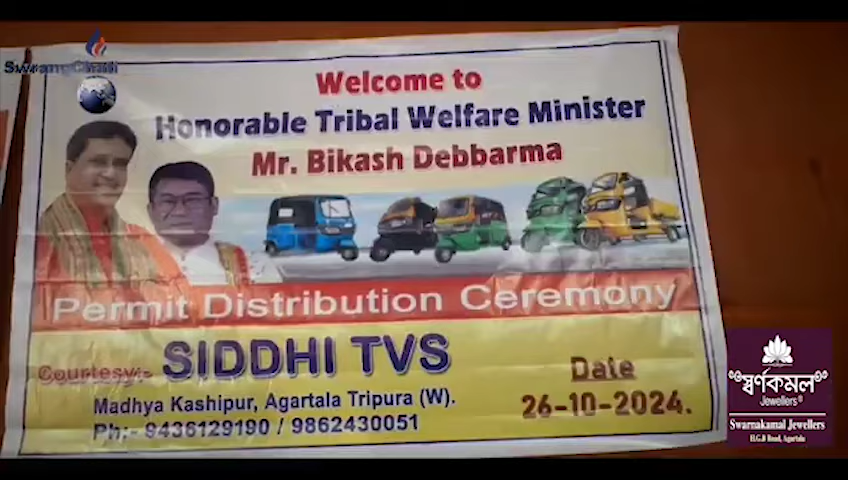 Welcome to
Honorable Tribal Welfare Minister
Mr. Bikash Debbarma
Permit Distribution Ceremony
Courtesy:- SIDDHI TVS
Madhya Kashipur, Agartala Tripura (W).
Ph;- 9436129190 / 9862430051
Date
26-10-2024.
স্বর্ণকমল
Jewellers®
Swarnakamal Jewellers
H.G.B Road, Agartala